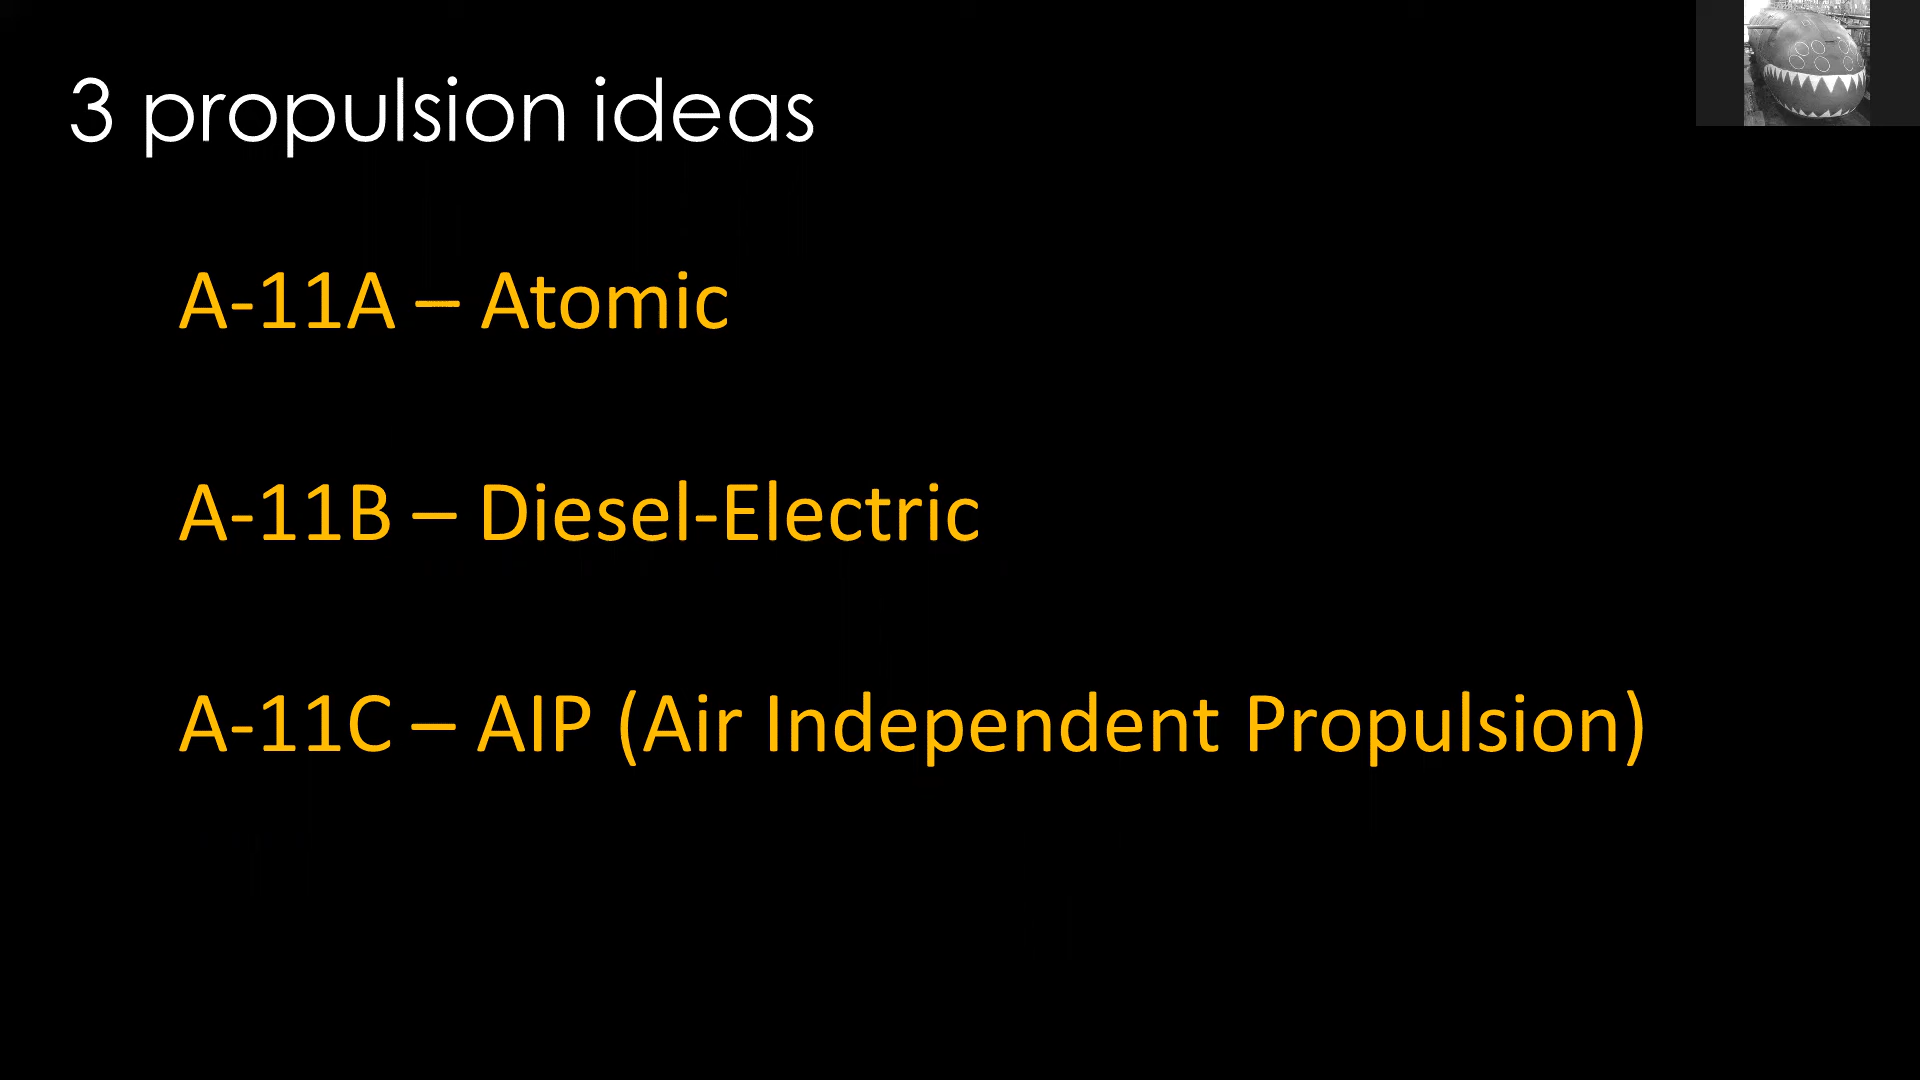 3 propulsion ideas
A-11A – Atomic
A-11B – Diesel-Electric
A-11C – AIP (Air Independent Propulsion)